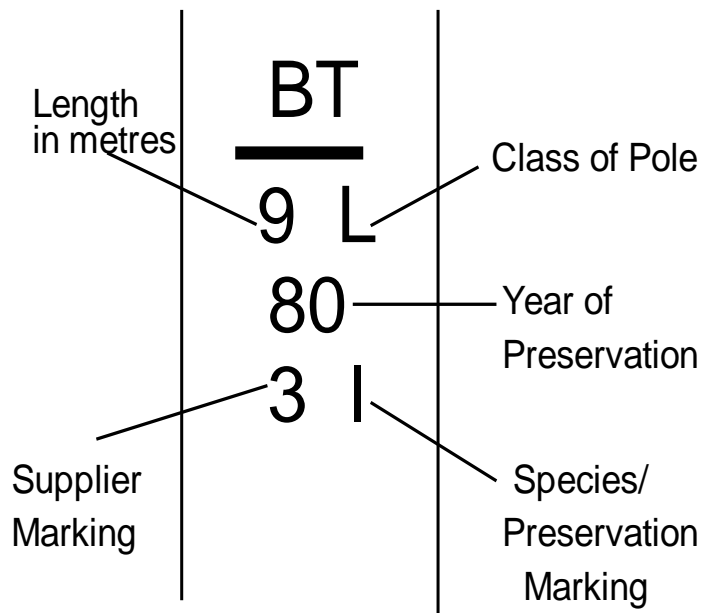 BT
Length
in metres
9 L
Class of Pole
80
Year of
Preservation
3 I
Supplier
Marking
Species/
Preservation
Marking